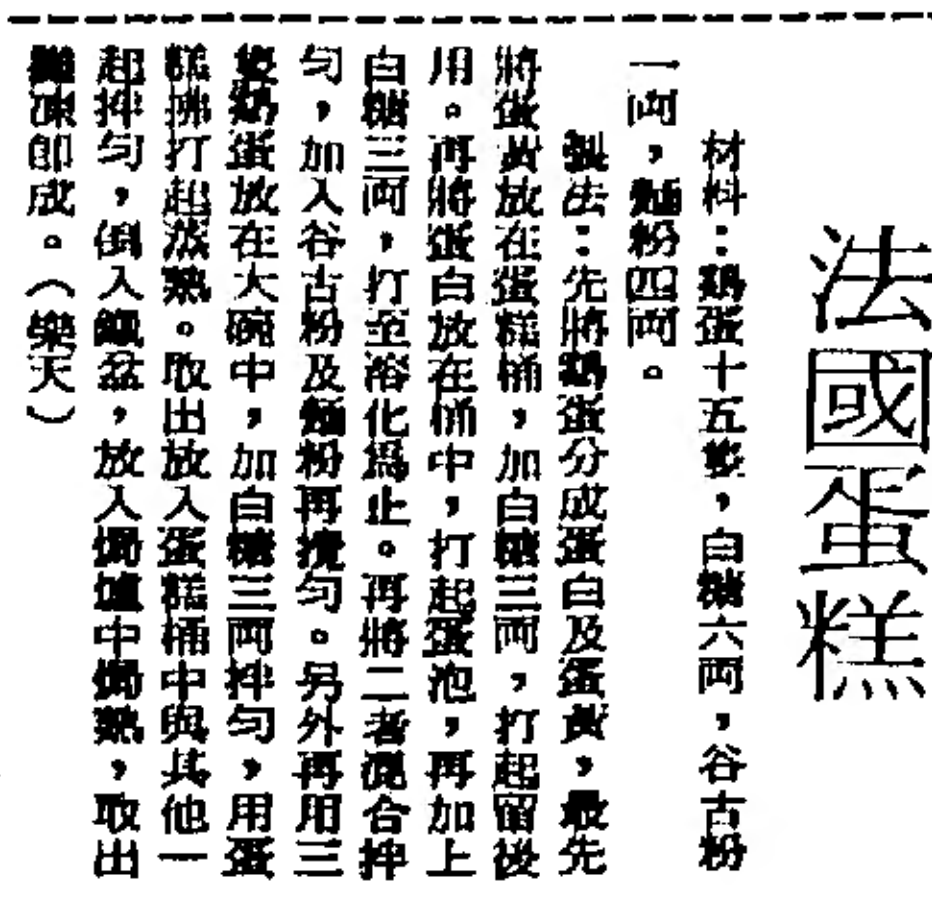 法國蛋糕
材料：鷄蛋十五隻，白糖六両，谷古粉
一両，麵粉四両。
製法：先將鷄蛋分成蛋白及蛋黃，最先
將蛋黃放在蛋糕桶，加白糖三両，打起留後
用。再將蛋白放在桶中，打起蛋泡，再加上
白糖三両，打至溶化爲止。再將二者混合拌
勻，加入谷古粉及麵粉再攪勻。另外再用三
隻鷄蛋放在大碗中，加白糖三両拌勻，用蛋
糕拂打起蒸熟。取出放入蛋糕桶中與其他一
起拌勻，倒入鐵盆，放入焗爐中焗熟，取出
攤凍即成。（樂天）